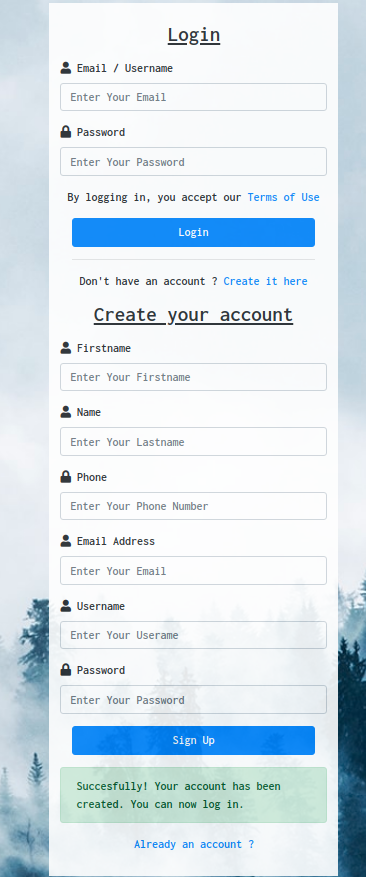 Login
Email / Username
Enter Your Email
Password
Enter Your Password
By logging in, you accept our Terms of Use
Login
Don't have an account ? Create it here
Create your account
Firstname
Enter Your Firstname
Name
Enter Your Lastname
Phone
Enter Your Phone Number
Email Address
Enter Your Email
Username
Enter Your Userame
Password
Enter Your Password
Sign Up
Succesfully! Your account has been
created. You can now log in.
Already an account ?